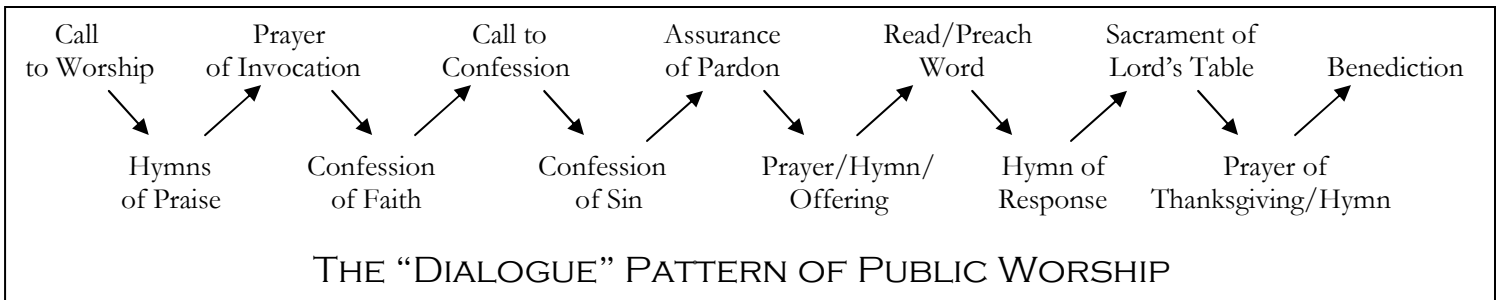 Call
to Worship
Hymns
of Praise
Prayer
of Invocation
Confession
of Faith
Call to
Confession
Confession
of Sin
Assurance
of Pardon
Prayer/Hymn/
Offering
Read/Preach
Word
Hymn of
Response
Sacrament of
Lord's Table
Prayer of
Thanksgiving/Hymn
Benediction
THE “DIALOGUE” PATTERN OF PUBLIC WORSHIP